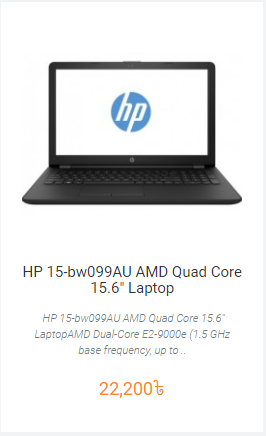 hp
HP 15-bw099AU AMD Quad Core
15.6" Laptop
HP 15-bw099AU AMD Quad Core 15.6"
LaptopAMD Dual-Core E2-9000e (1.5 GHz
base frequency, up to ..
22,200৳